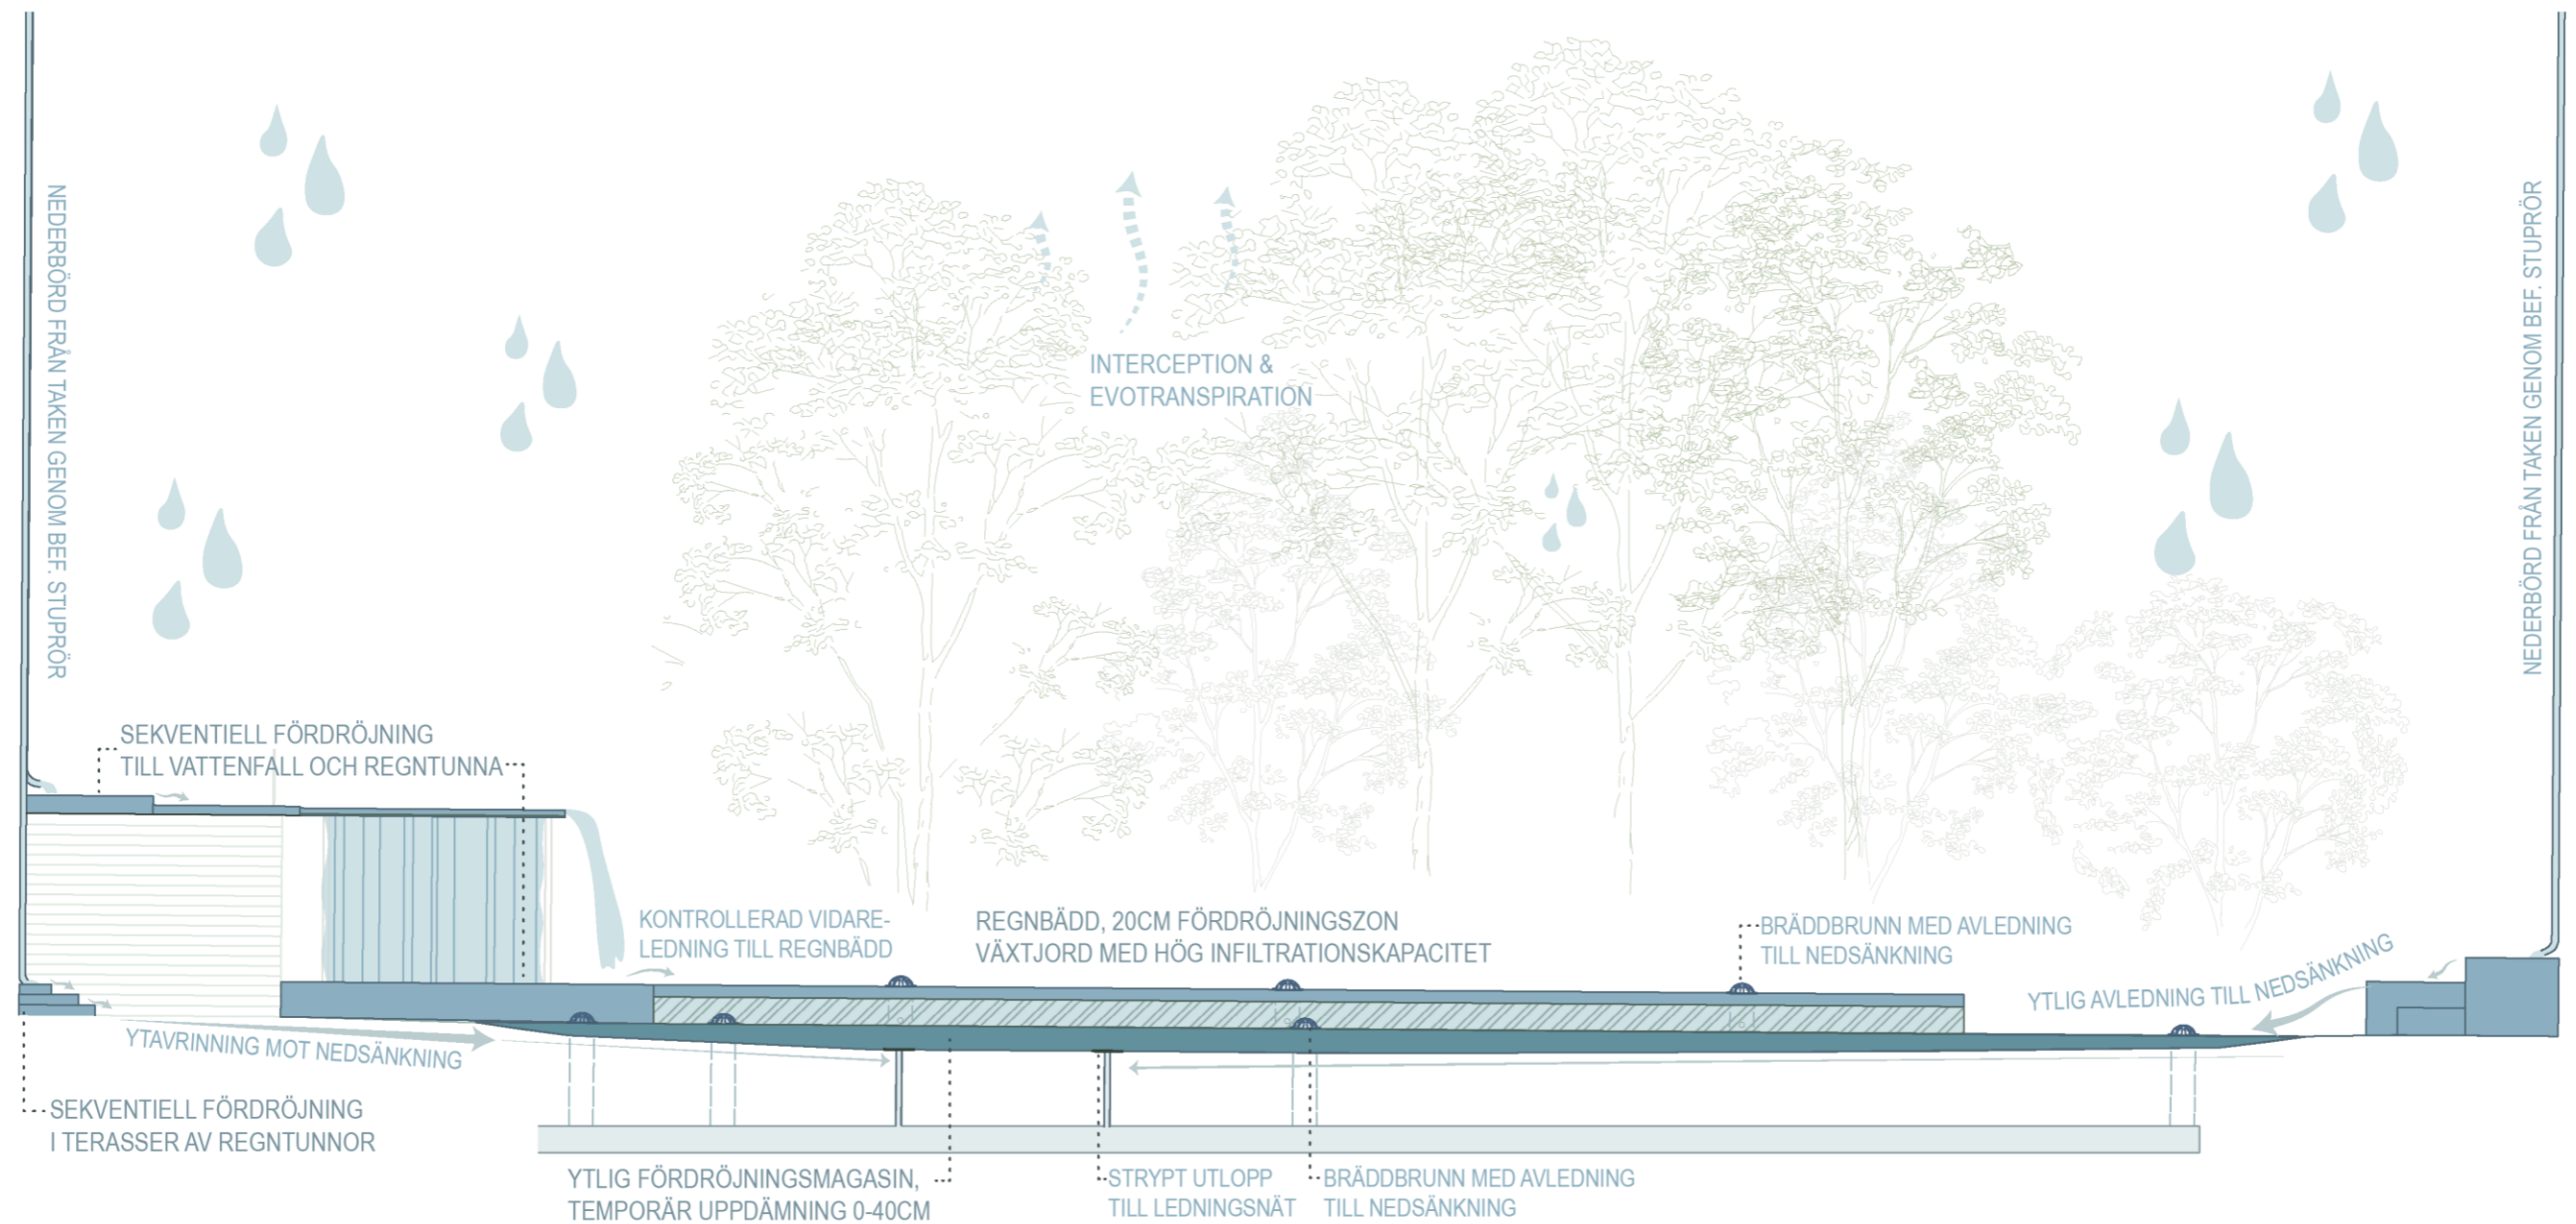 NEDERBÖRD FRÅN TAKEN GENOM BEF. STUPRÖR
NEDERBÖRD FRÅN TAKEN GENOM BEF. STUPRÖR
INTERCEPTION &
EVOTRANSPIRATION
SEKVENTIELL FÖRDRÖJNING
TILL VATTENFALL OCH REGNTUNNA
KONTROLLERAD VIDARE-
LEDNING TILL REGNBÄDD
REGNBÄDD, 20CM FÖRDRÖJNINGSZON
VÄXTJORD MED HÖG INFILTRATIONSKAPACITET
BRÄDDBRUNN MED AVLEDNING
TILL NEDSÄNKNING
YTLIG AVLEDNING TILL NEDSÄNKNING
YTAVRINNING MOT NEDSÄNKNING
SEKVENTIELL FÖRDRÖJNING
I TERASSER AV REGNTUNNOR
YTLIG FÖRDRÖJNINGSMAGASIN,
TEMPORÄR UPPDÄMNING 0-40CM
STRYPT UTLOPP
TILL LEDNINGSNÄT
BRÄDDBRUNN MED AVLEDNING
TILL NEDSÄNKNING